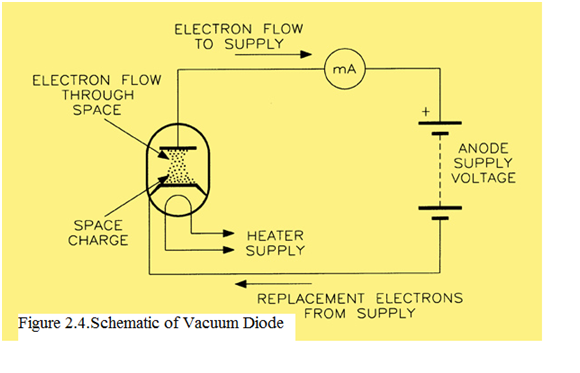 ELECTRON FLOW
TO SUPPLY
mA
ELECTRON FLOW
THROUGH
SPACE
+
ANODE
SUPPLY
VOLTAGE
SPACE
CHARGE
HEATER
SUPPLY
REPLACEMENT ELECTRONS
FROM SUPPLY
Figure 2.4.Schematic of Vacuum Diode